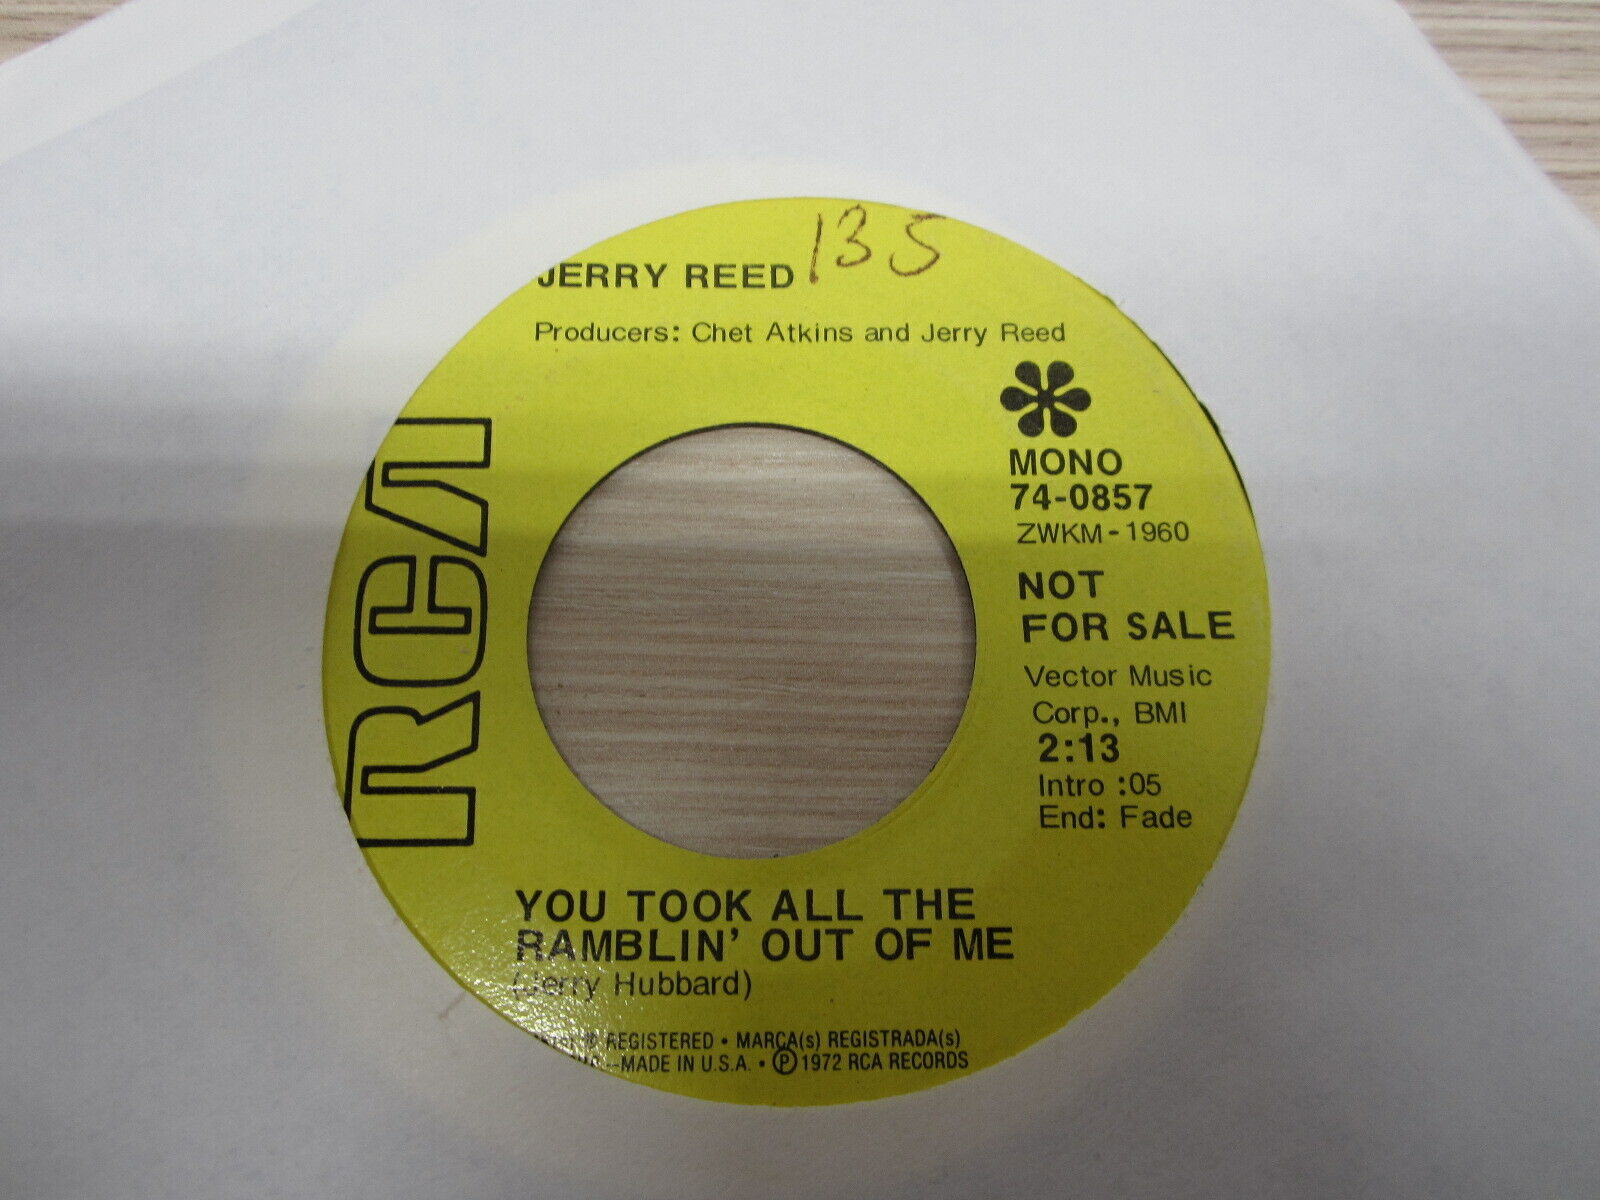 135
JERRY REED
Producers: Chet Atkins and Jerry Reed
RCA
MONO
74-0857
ZWKM-1960
NOT
FOR SALE
Vector Music
Corp., BMI
2:13
Intro :05
End: Fade
YOU TOOK ALL THE
RAMBLIN' OUT OF ME
(Jerry Hubbard)
® REGISTERED • MARCA(s) REGISTRADA(s)
—MADE IN U.S.A. • Ⓟ 1972 RCA RECORDS